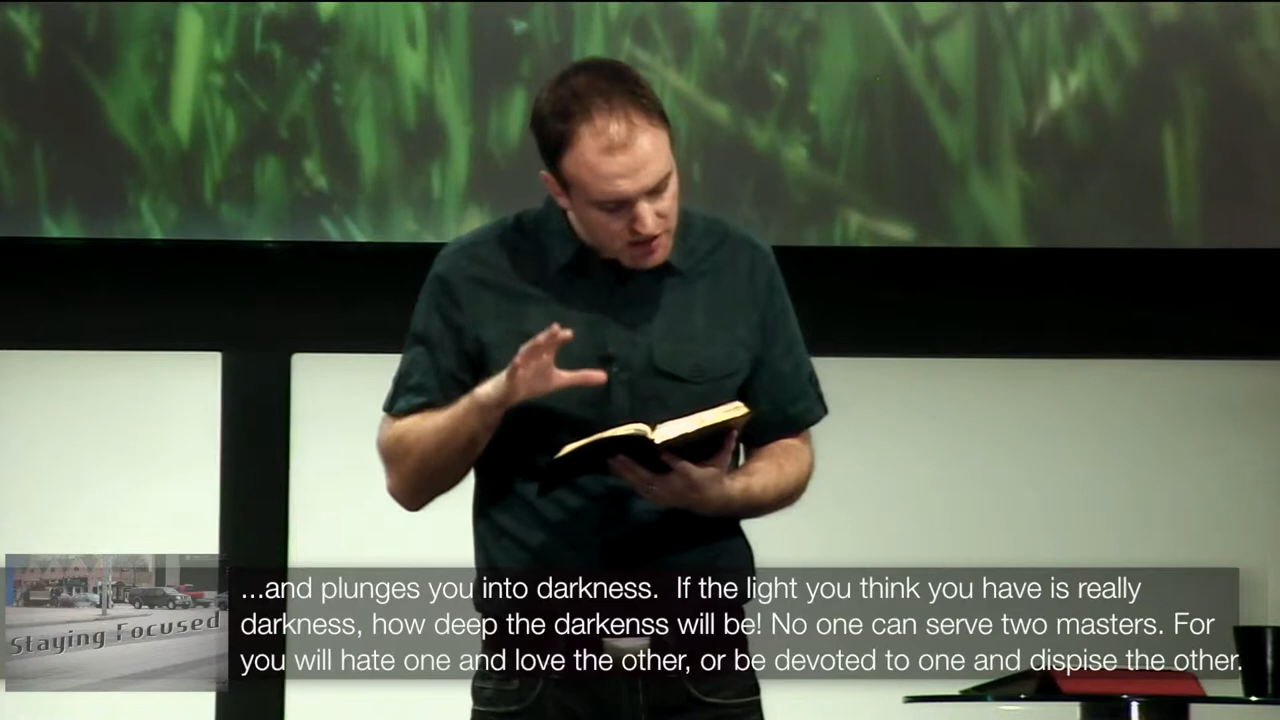 ...and plunges you into darkness.  If the light you think you have is really
darkness, how deep the darkenss will be! No one can serve two masters. For
you will hate one and love the other, or be devoted to one and dispise the other.
Staying Focused